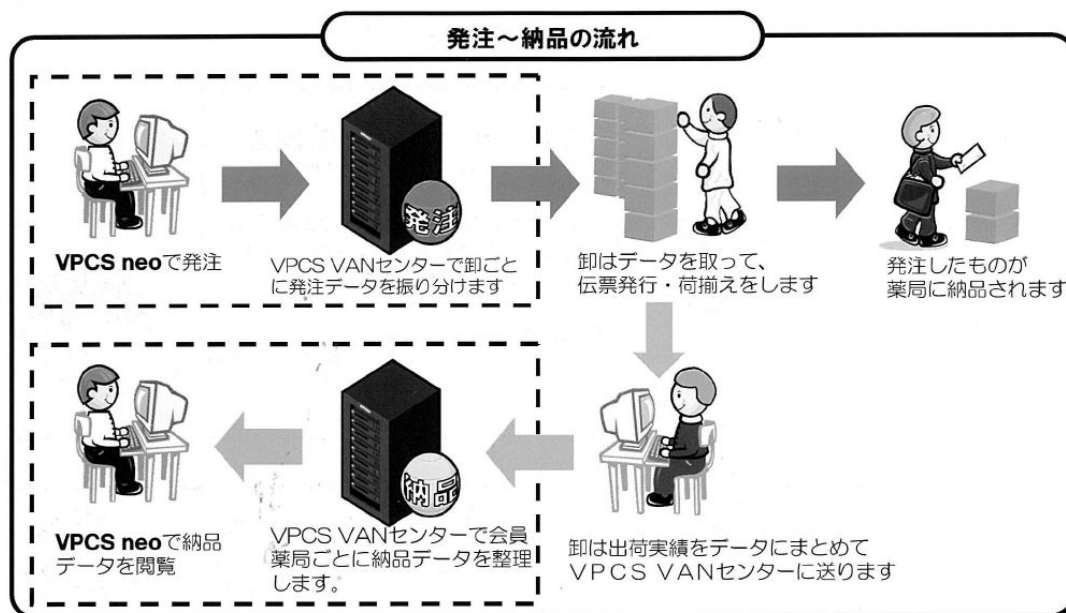 発注～納品の流れ
発注
VPCS neoで発注
VPCS VANセンターで卸ごと
に発注データを振り分けます
卸はデータを取って、
伝票発行・荷揃えをします
発注したものが
薬局に納品されます
納品
VPCS neoで納品
データを閲覧
VPCS VANセンターで会員
薬局ごとに納品データを整理
します。
卸は出荷実績をデータにまとめて
VPCS VANセンターに送ります